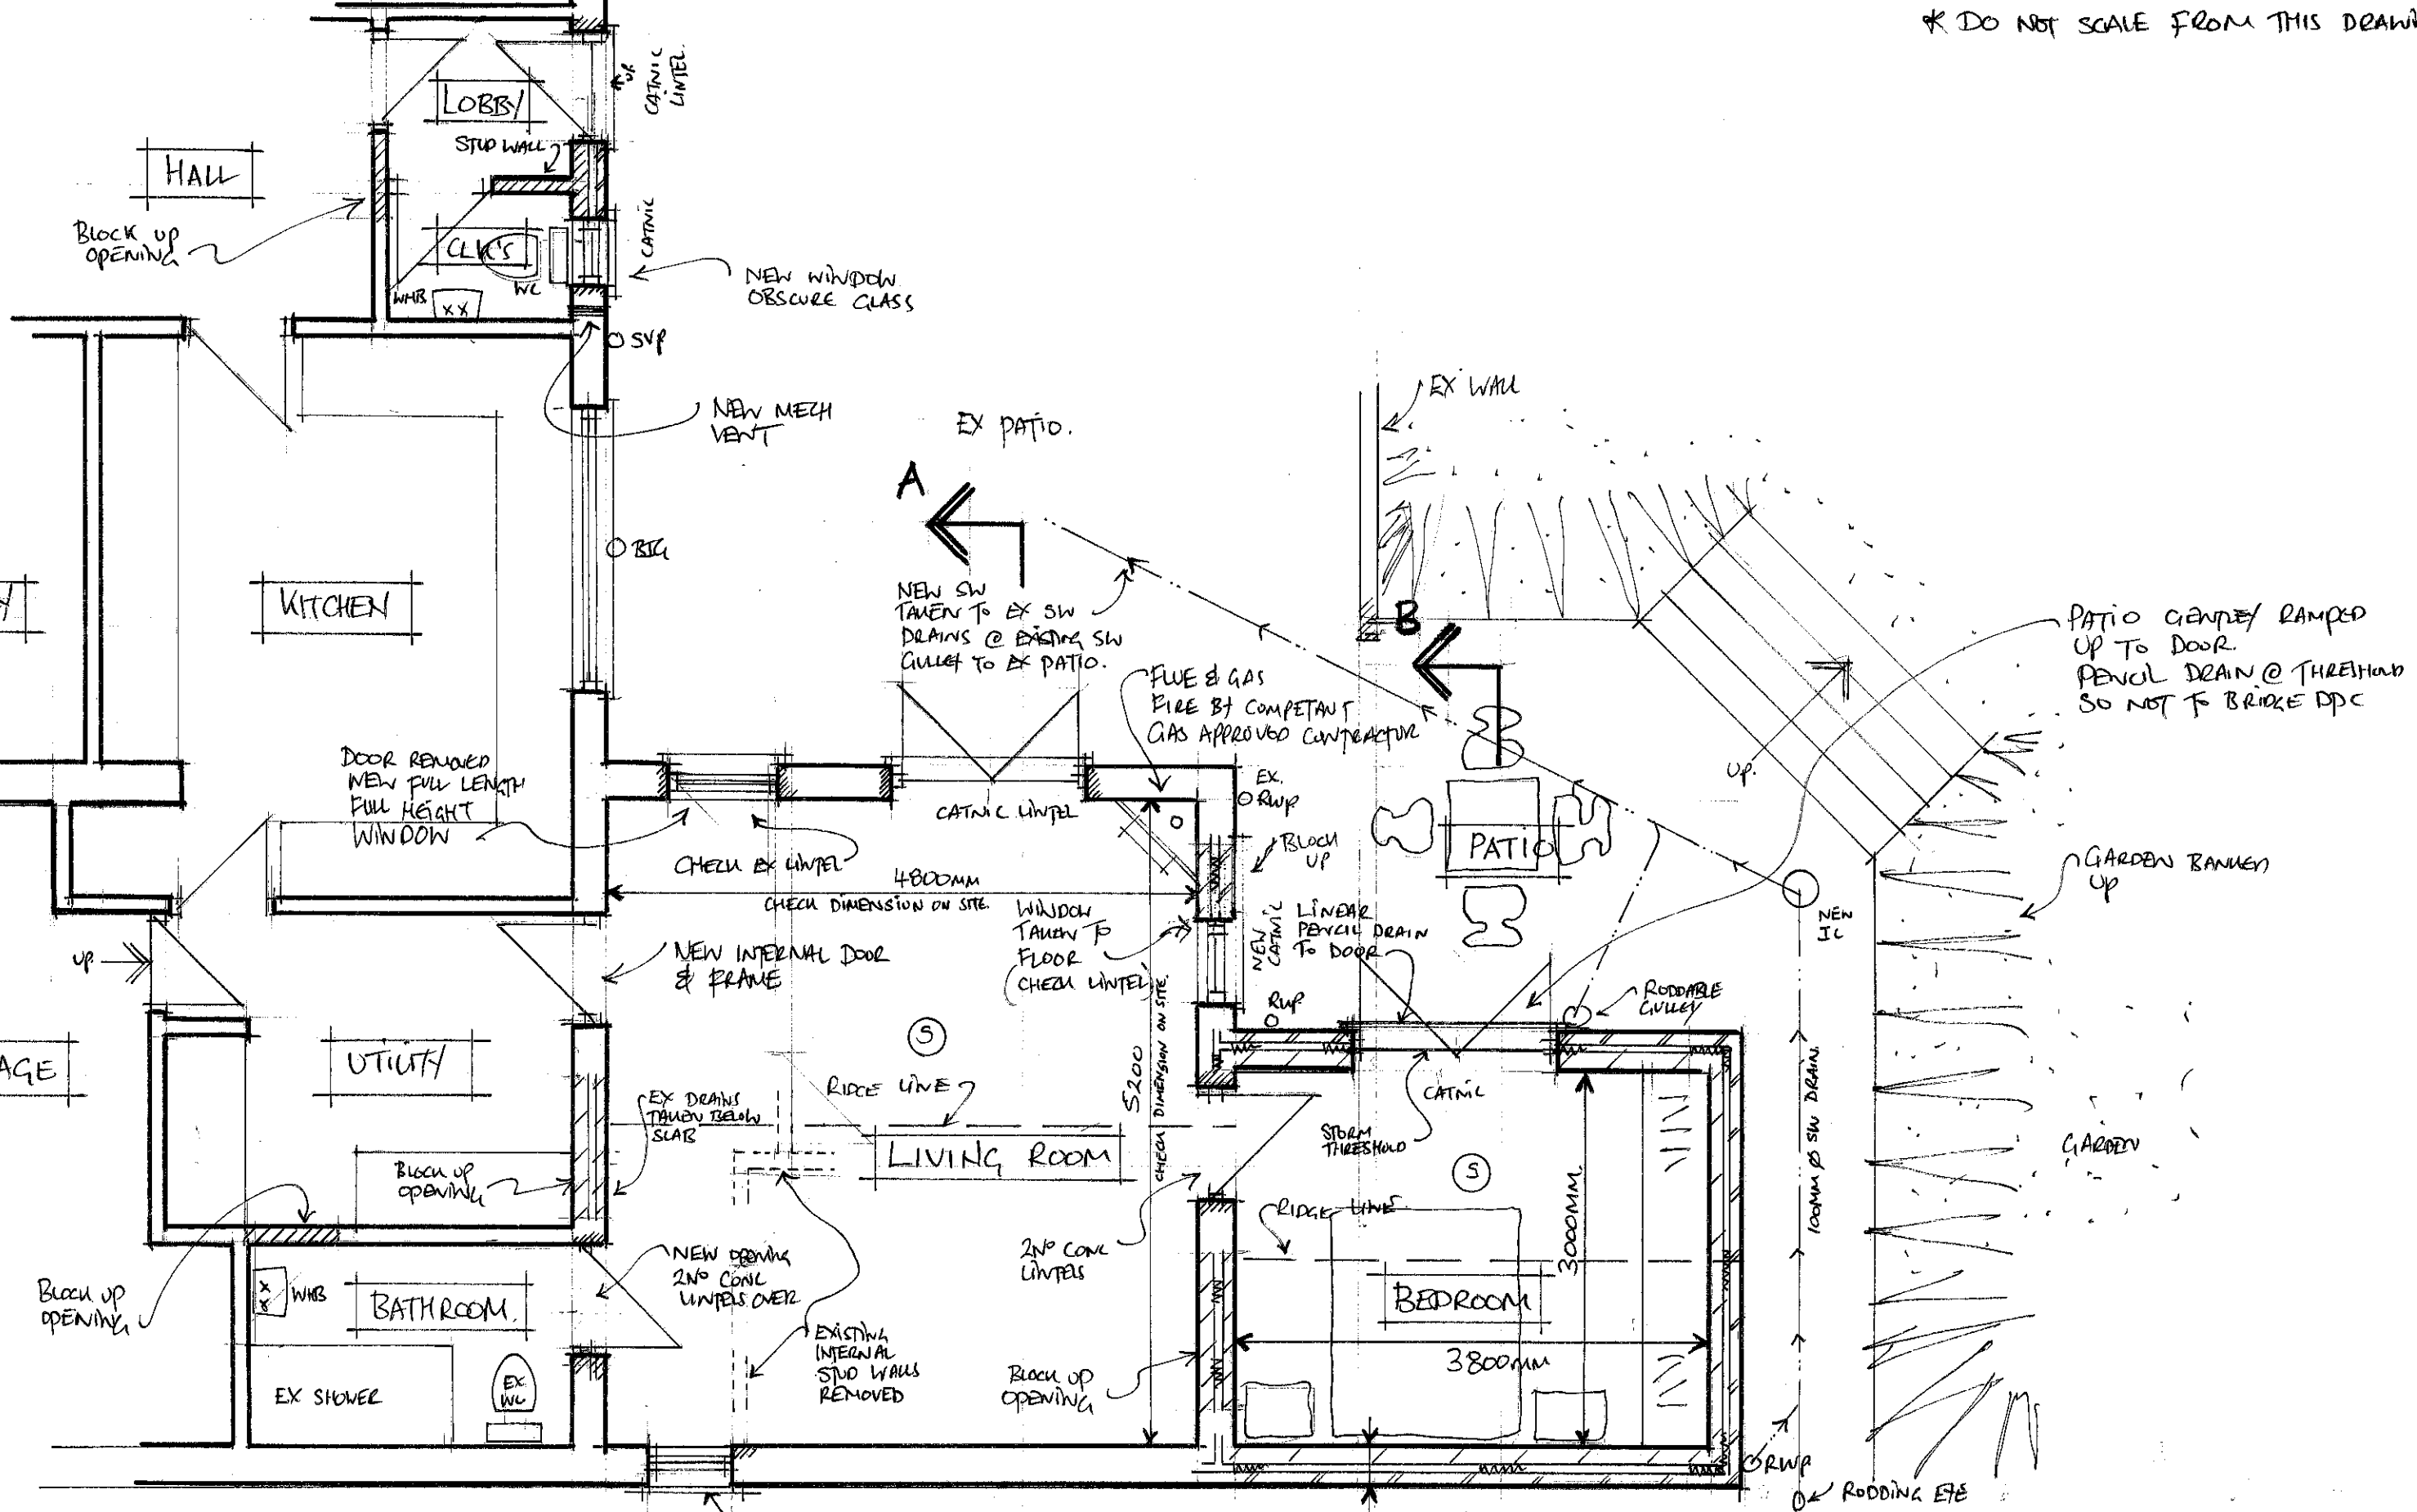 * DO NOT SCALE FROM THIS DRAWI
UP.
CATNIC
LINTEL.
LOBBY
STUD WALL
HALL
BLOCK UP
OPENING
CATNIC
CLK'S
WHB
WC
XX
NEW WINDOW
OBSCURE GLASS
SVP
NEW MECH
VENT
EX PATIO.
EX WALL
A
BIG
KITCHEN
NEW SW
TAKEN TO EX SW
DRAINS @ EXISTING SW
GULLEY TO EX PATIO.
B
PATIO GENTLEY RAMPED
UP TO DOOR.
PENCIL DRAIN @ THRESHOLD
SO NOT TO BRIDGE DPC
FLUE & GAS
FIRE BY COMPETANT
GAS APPROVED CONTRACTOR
UP.
DOOR REMOVED
NEW FULL LENGTH
FULL HEIGHT
WINDOW
EX.
RWP
CATNIC LINTEL
CHECK EX LINTEL
BLOCK
UP
PATIO
GARDEN BANKED
UP
4800MM
CHECK DIMENSION ON SITE.
WINDOW
TAKEN TO
FLOOR
(CHECK LINTEL)
NEW
CATNIC
LINEAR
PENCIL DRAIN
TO DOOR
NEW
IC
UP
NEW INTERNAL DOOR
& FRAME
RWP
RODDABLE
GULLEY
S
5200
CHECK DIMENSION ON SITE.
UTILITY
AGE
EX DRAINS
TAKEN BELOW
SLAB
RIDGE LINE
CATNIC
STORM
THRESHOLD
LIVING ROOM
S
3000MM.
100MM Ø SW DRAIN.
GARDEN
BLOCK UP
OPENING
RIDGE LINE
NEW OPENING
2NO CONC
LINTELS OVER
2NO CONC
LINTELS
BLOCK UP
OPENING
XX
WHB
BATHROOM.
BEDROOM
EXISTING
INTERNAL
STUD WALLS
REMOVED
3800MM
BLOCK UP
OPENING
EX SHOWER
EX
WC
RWP
RODDING EYE